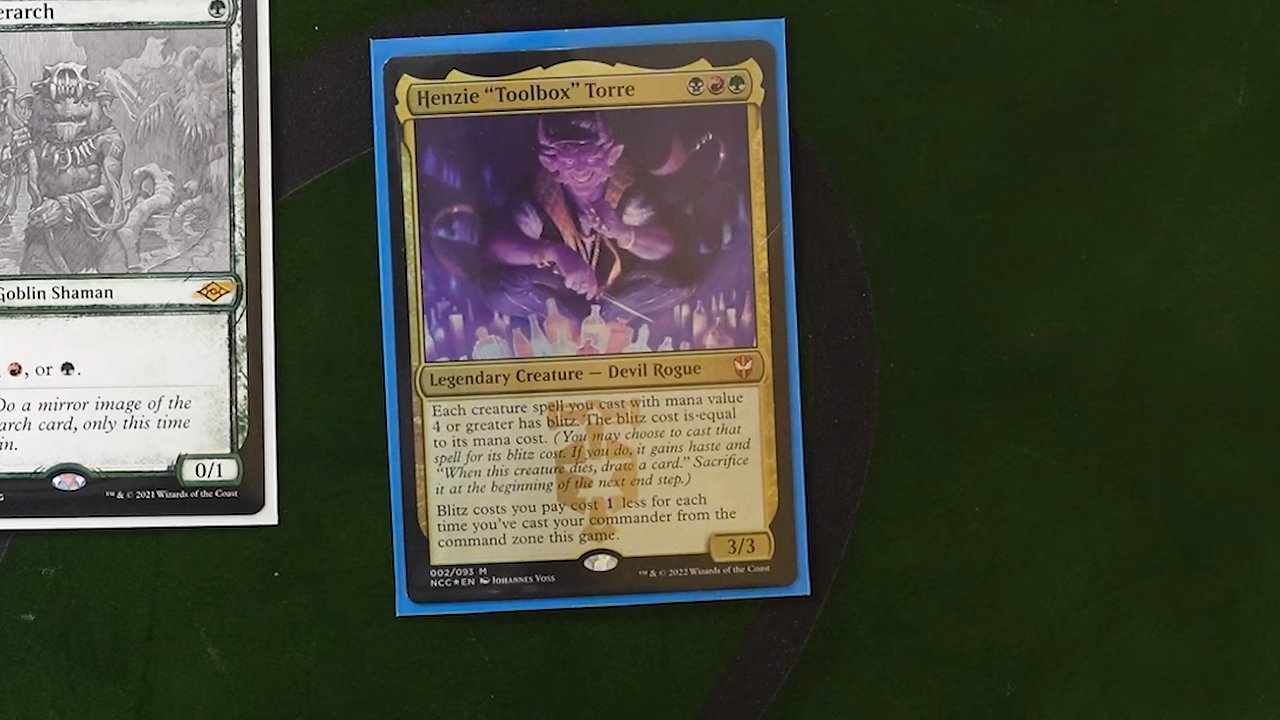 erarch
Goblin Shaman
, or .
Do a mirror image of the
arch card, only this time
in.
0/1
™ & © 2021 Wizards of the Coast
Henzie “Toolbox” Torre
Legendary Creature — Devil Rogue
Each creature spell you cast with mana value
4 or greater has blitz. The blitz cost is equal
to its mana cost. (You may choose to cast that
spell for its blitz cost. If you do, it gains haste and
“When this creature dies, draw a card.” Sacrifice
it at the beginning of the next end step.)
Blitz costs you pay cost 1 less for each
time you've cast your commander from the
command zone this game.
3/3
002/093 M
NCC★EN Johannes Voss
™ & © 2022 Wizards of the Coast